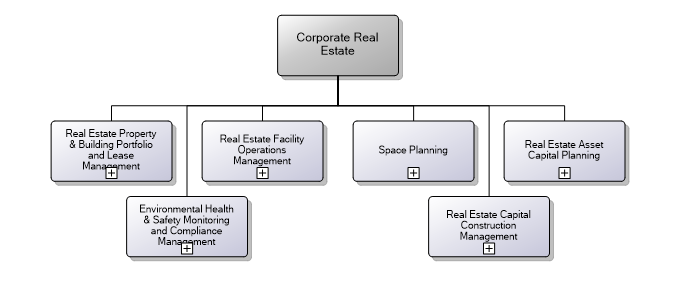 Corporate Real
Estate
Real Estate Property
& Building Portfolio
and Lease
Management
Real Estate Facility
Operations
Management
Space Planning
Real Estate Asset
Capital Planning
Environmental Health
& Safety Monitoring
and Compliance
Management
Real Estate Capital
Construction
Management